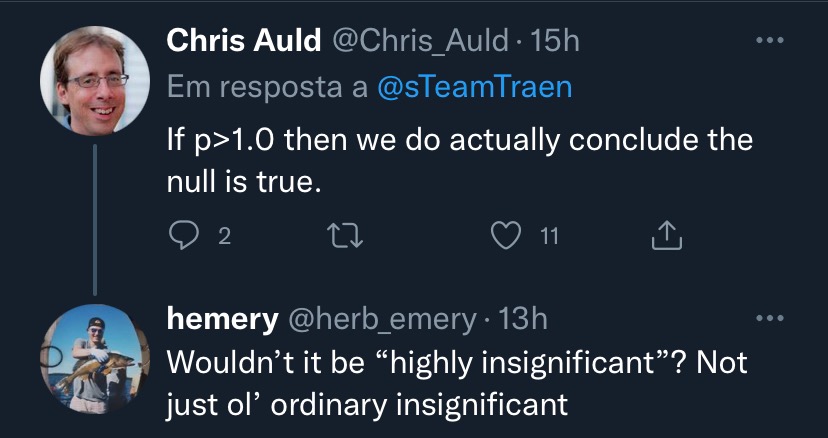 Chris Auld @Chris_Auld · 15h
Em resposta a @sTeamTraen
If p>1.0 then we do actually conclude the
null is true.
2 11
hemery @herb_emery · 13h
Wouldn’t it be “highly insignificant”? Not
just ol’ ordinary insignificant